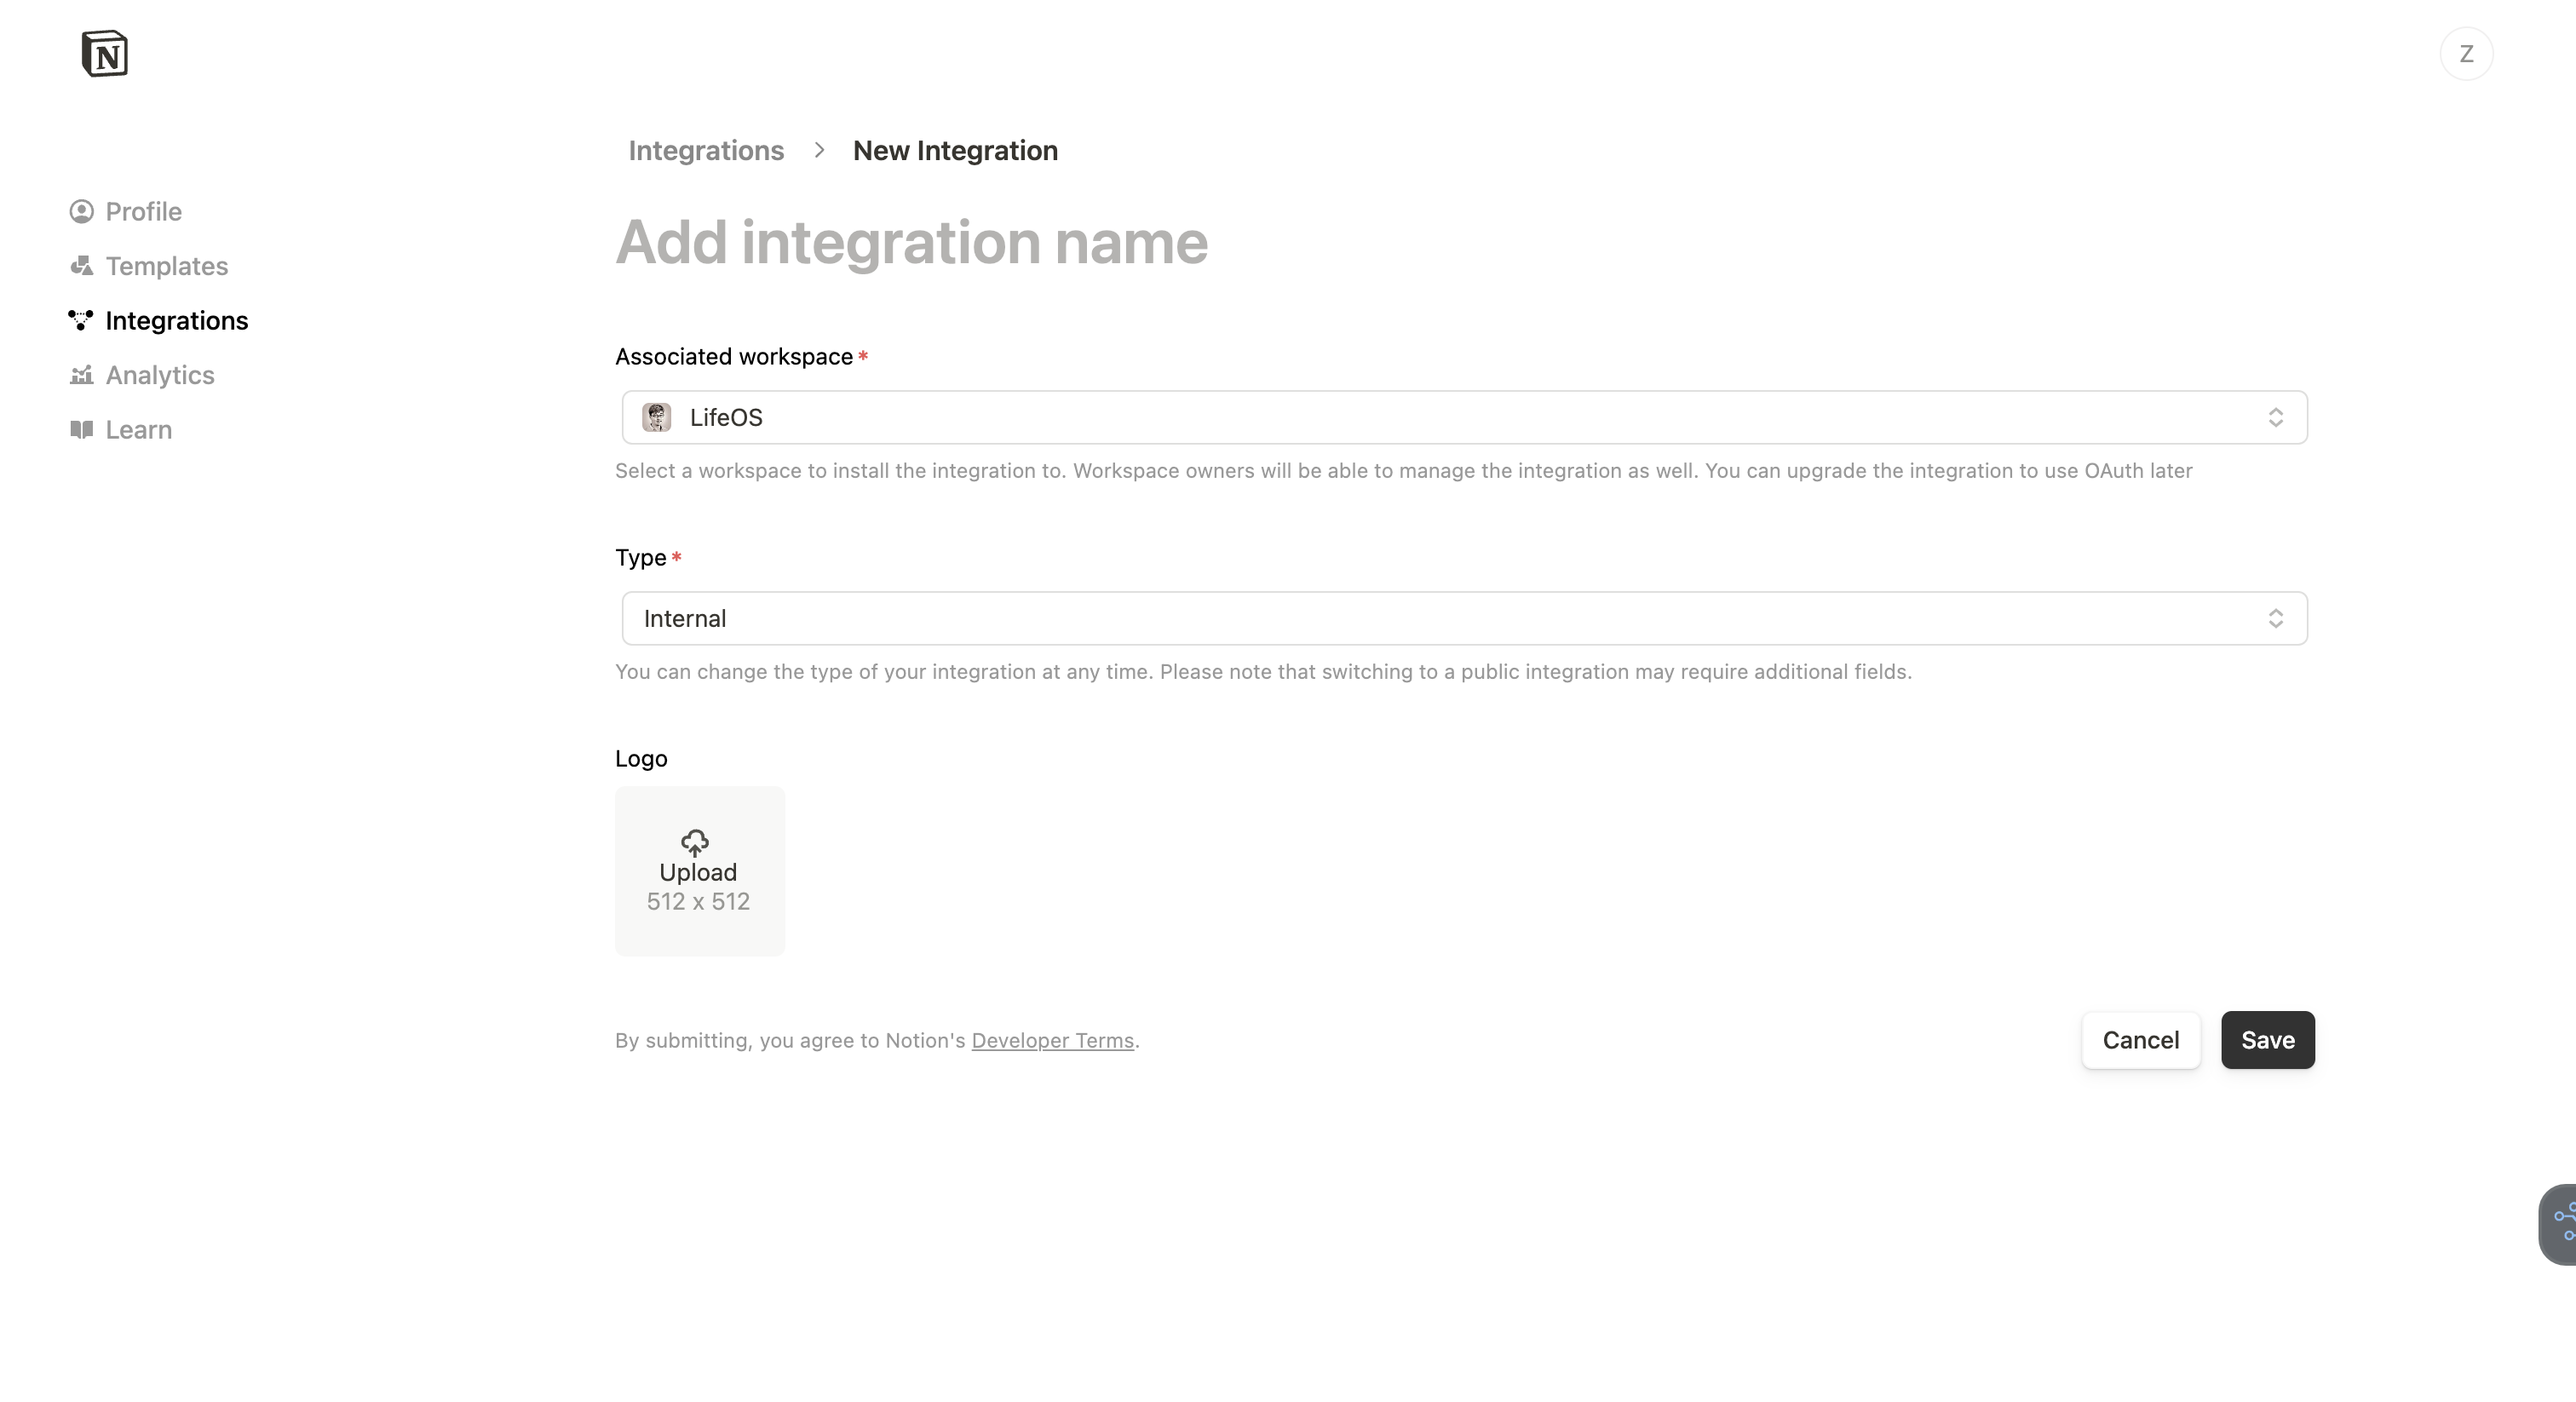 N
Z
Integrations > New Integration
Profile
Templates
Integrations
Analytics
Learn
Add integration name
Associated workspace *
LifeOS
Select a workspace to install the integration to. Workspace owners will be able to manage the integration as well. You can upgrade the integration to use OAuth later
Type *
Internal
You can change the type of your integration at any time. Please note that switching to a public integration may require additional fields.
Logo
Upload
512 x 512
By submitting, you agree to Notion's Developer Terms.
Cancel
Save